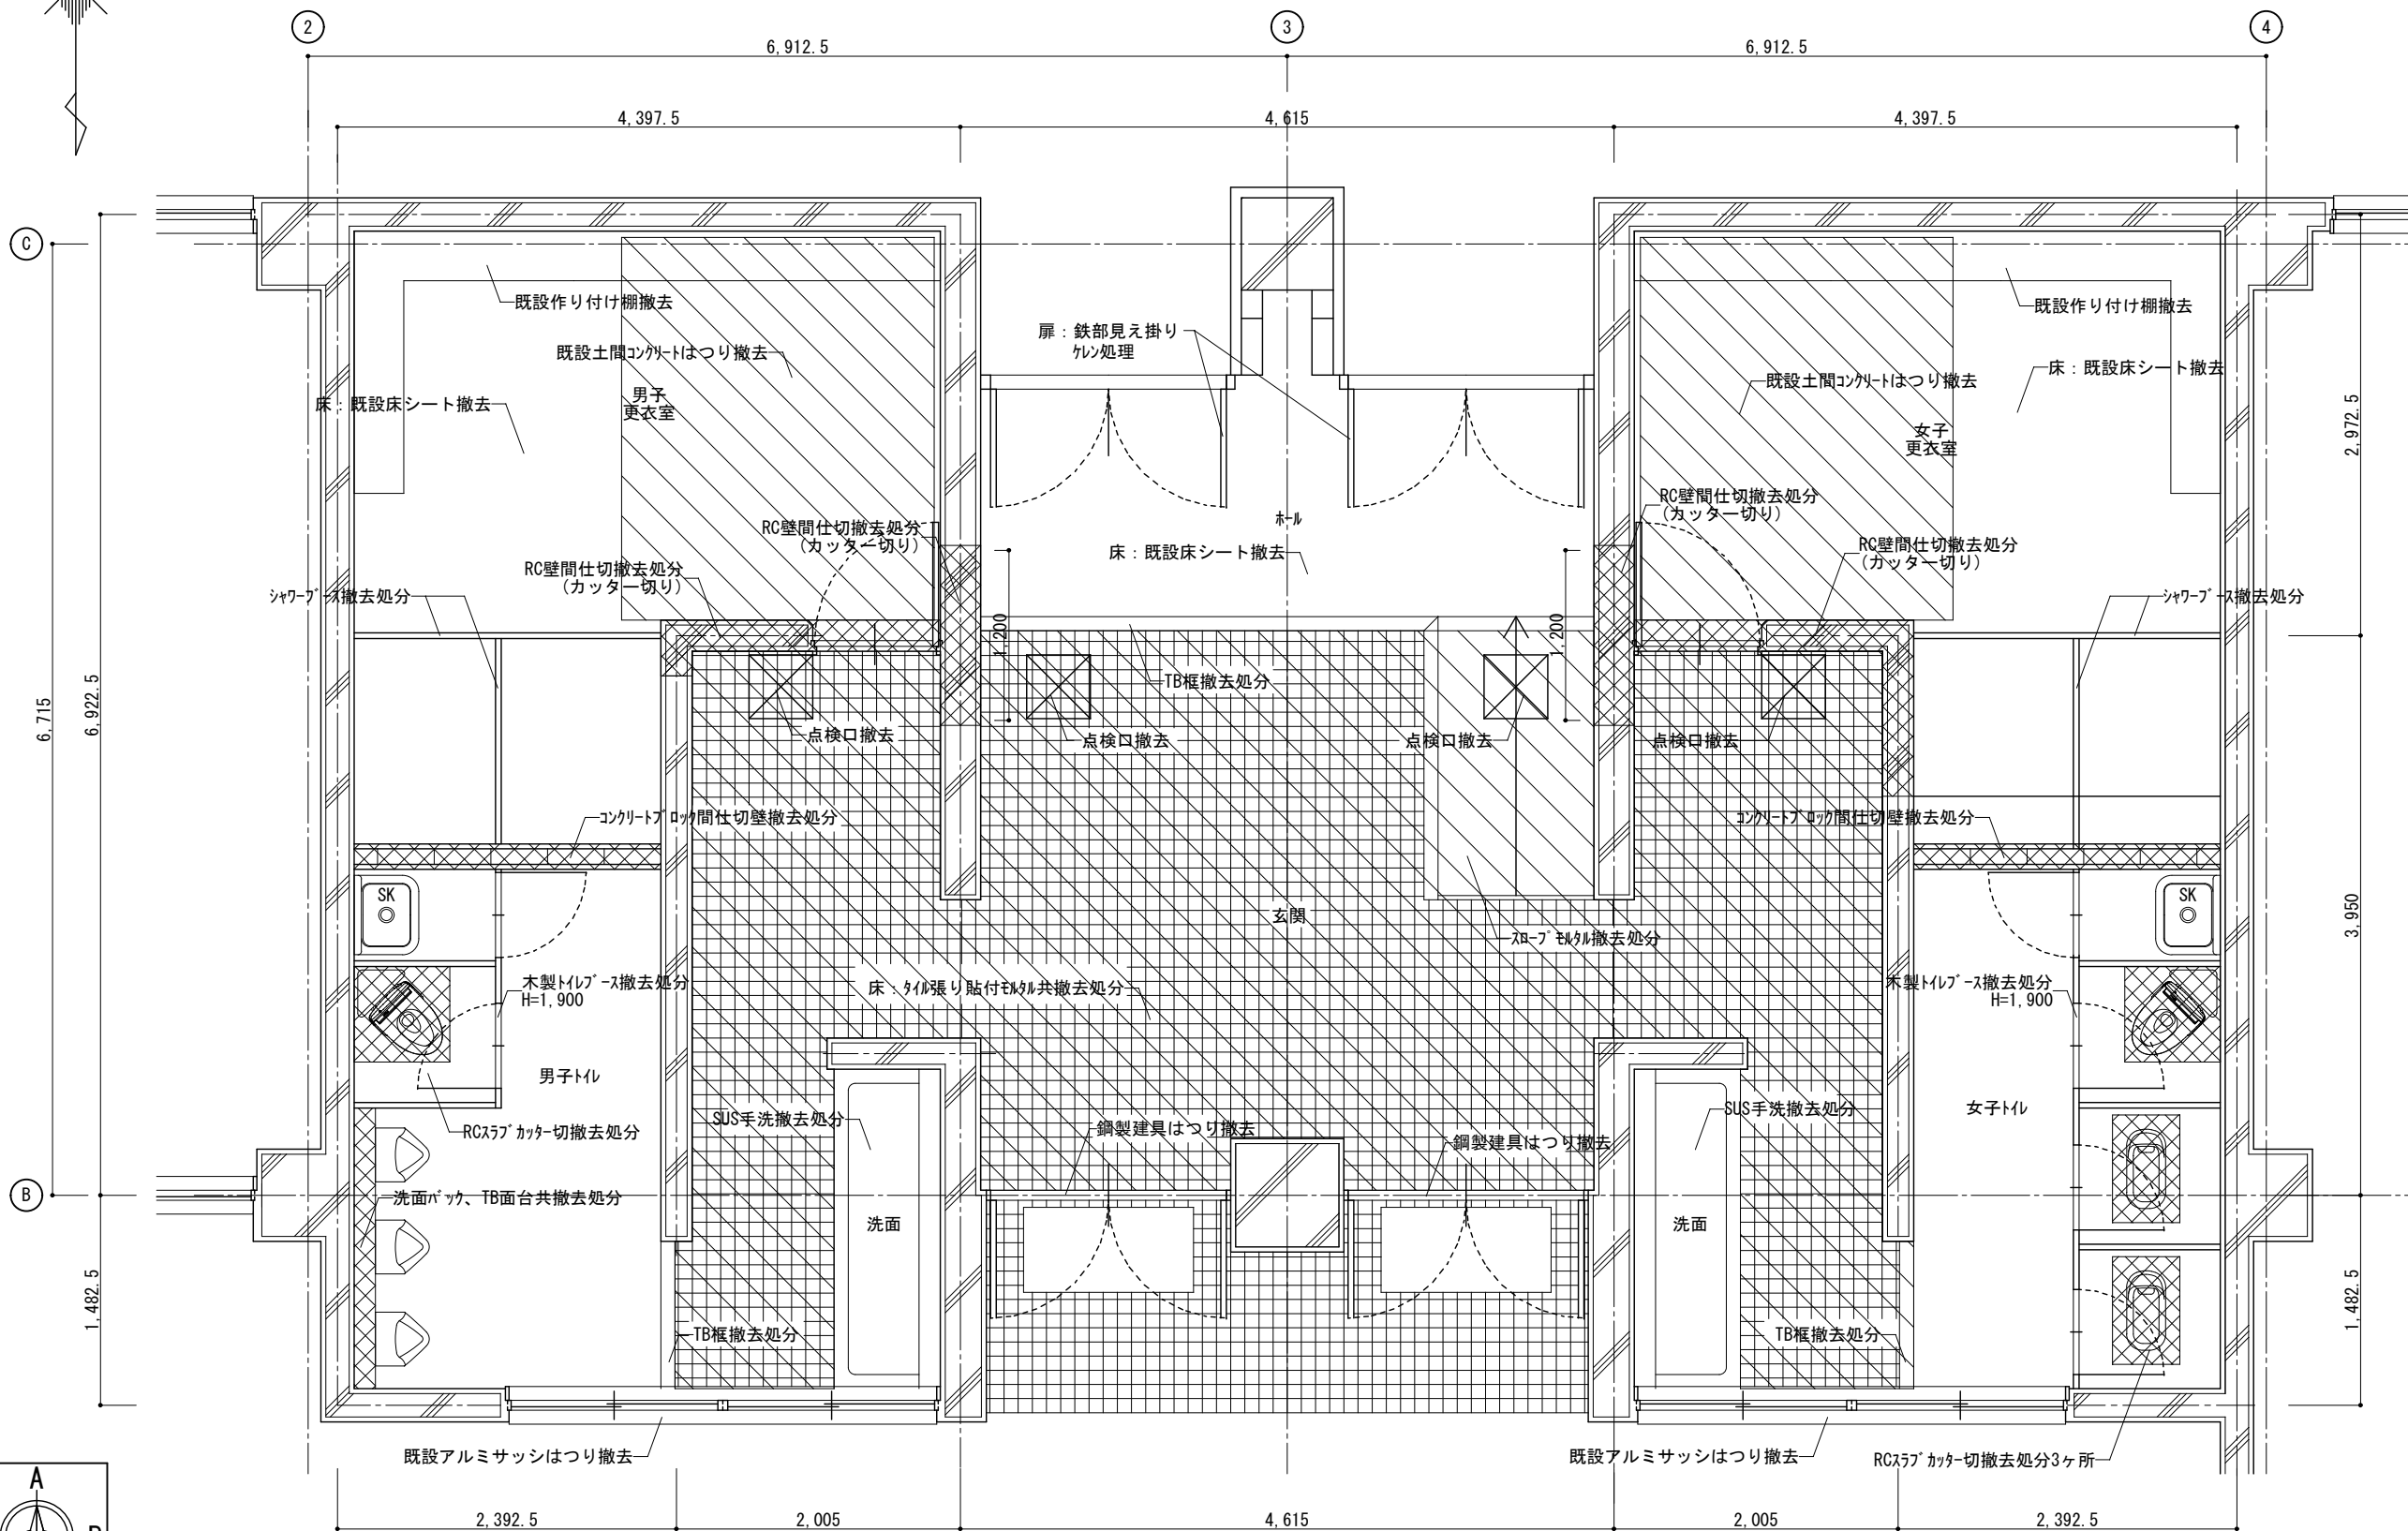 2
3
4
6,912.5
6,912.5
4,397.5
4,615
4,397.5
C
既設作り付け棚撤去
既設作り付け棚撤去
扉：鉄部見え掛り
ケレン処理
既設土間コンクリートはつり撤去
既設土間コンクリートはつり撤去
床：既設床シート撤去
床：既設床シート撤去
男子
更衣室
女子
更衣室
2,972.5
RC壁間仕切撤去処分
(カッター切り)
ホール
RC壁間仕切撤去処分
(カッター切り)
床：既設床シート撤去
RC壁間仕切撤去処分
(カッター切り)
RC壁間仕切撤去処分
(カッター切り)
シャワーブース撤去処分
シャワーブース撤去処分
1,200
1,200
TB框撤去処分
6,715
6,922.5
点検口撤去
点検口撤去
点検口撤去
点検口撤去
コンクリートブロック間仕切壁撤去処分
コンクリートブロック間仕切壁撤去処分
SK
SK
玄関
3,950
スロープモルタル撤去処分
木製トイレブース撤去処分
H=1,900
床：タイル張り貼付モルタル共撤去処分
木製トイレブース撤去処分
H=1,900
男子トイレ
女子トイレ
SUS手洗撤去処分
SUS手洗撤去処分
RCスラブカッター切撤去処分
鋼製建具はつり撤去
鋼製建具はつり撤去
B
洗面バック、TB面台共撤去処分
洗面
洗面
1,482.5
1,482.5
TB框撤去処分
TB框撤去処分
既設アルミサッシはつり撤去
既設アルミサッシはつり撤去
RCスラブカッター切撤去処分3ヶ所
A
2,392.5
2,005
4,615
2,005
2,392.5